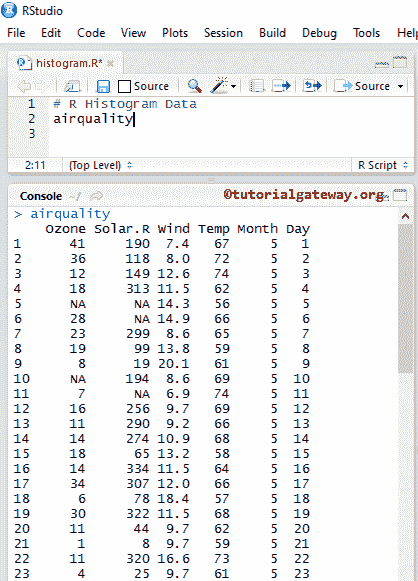 RStudio
File Edit Code View Plots Session Build Debug Tools Help
histogram.R*
Source Source
1 # R Histogram Data
2 airquality
3
2:11 (Top Level) R Script
Console ~/ ©tutorialgateway.org
> airquality
Ozone Solar.R Wind Temp Month Day
1 41 190 7.4 67 5 1
2 36 118 8.0 72 5 2
3 12 149 12.6 74 5 3
4 18 313 11.5 62 5 4
5 NA NA 14.3 56 5 5
6 28 NA 14.9 66 5 6
7 23 299 8.6 65 5 7
8 19 99 13.8 59 5 8
9 8 19 20.1 61 5 9
10 NA 194 8.6 69 5 10
11 7 NA 6.9 74 5 11
12 16 256 9.7 69 5 12
13 11 290 9.2 66 5 13
14 14 274 10.9 68 5 14
15 18 65 13.2 58 5 15
16 14 334 11.5 64 5 16
17 34 307 12.0 66 5 17
18 6 78 18.4 57 5 18
19 30 322 11.5 68 5 19
20 11 44 9.7 62 5 20
21 1 8 9.7 59 5 21
22 11 320 16.6 73 5 22
23 4 25 9.7 61 5 23